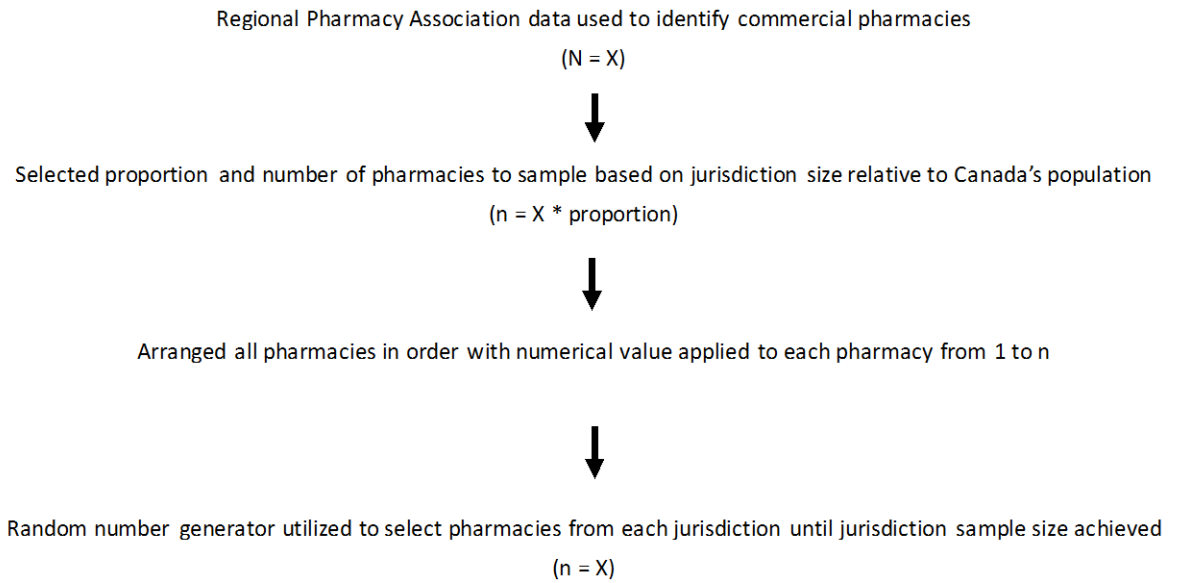 Regional Pharmacy Association data used to identify commercial pharmacies
(N = X)
Selected proportion and number of pharmacies to sample based on jurisdiction size relative to Canada’s population
(n = X * proportion)
Arranged all pharmacies in order with numerical value applied to each pharmacy from 1 to n
Random number generator utilized to select pharmacies from each jurisdiction until jurisdiction sample size achieved
(n = X)